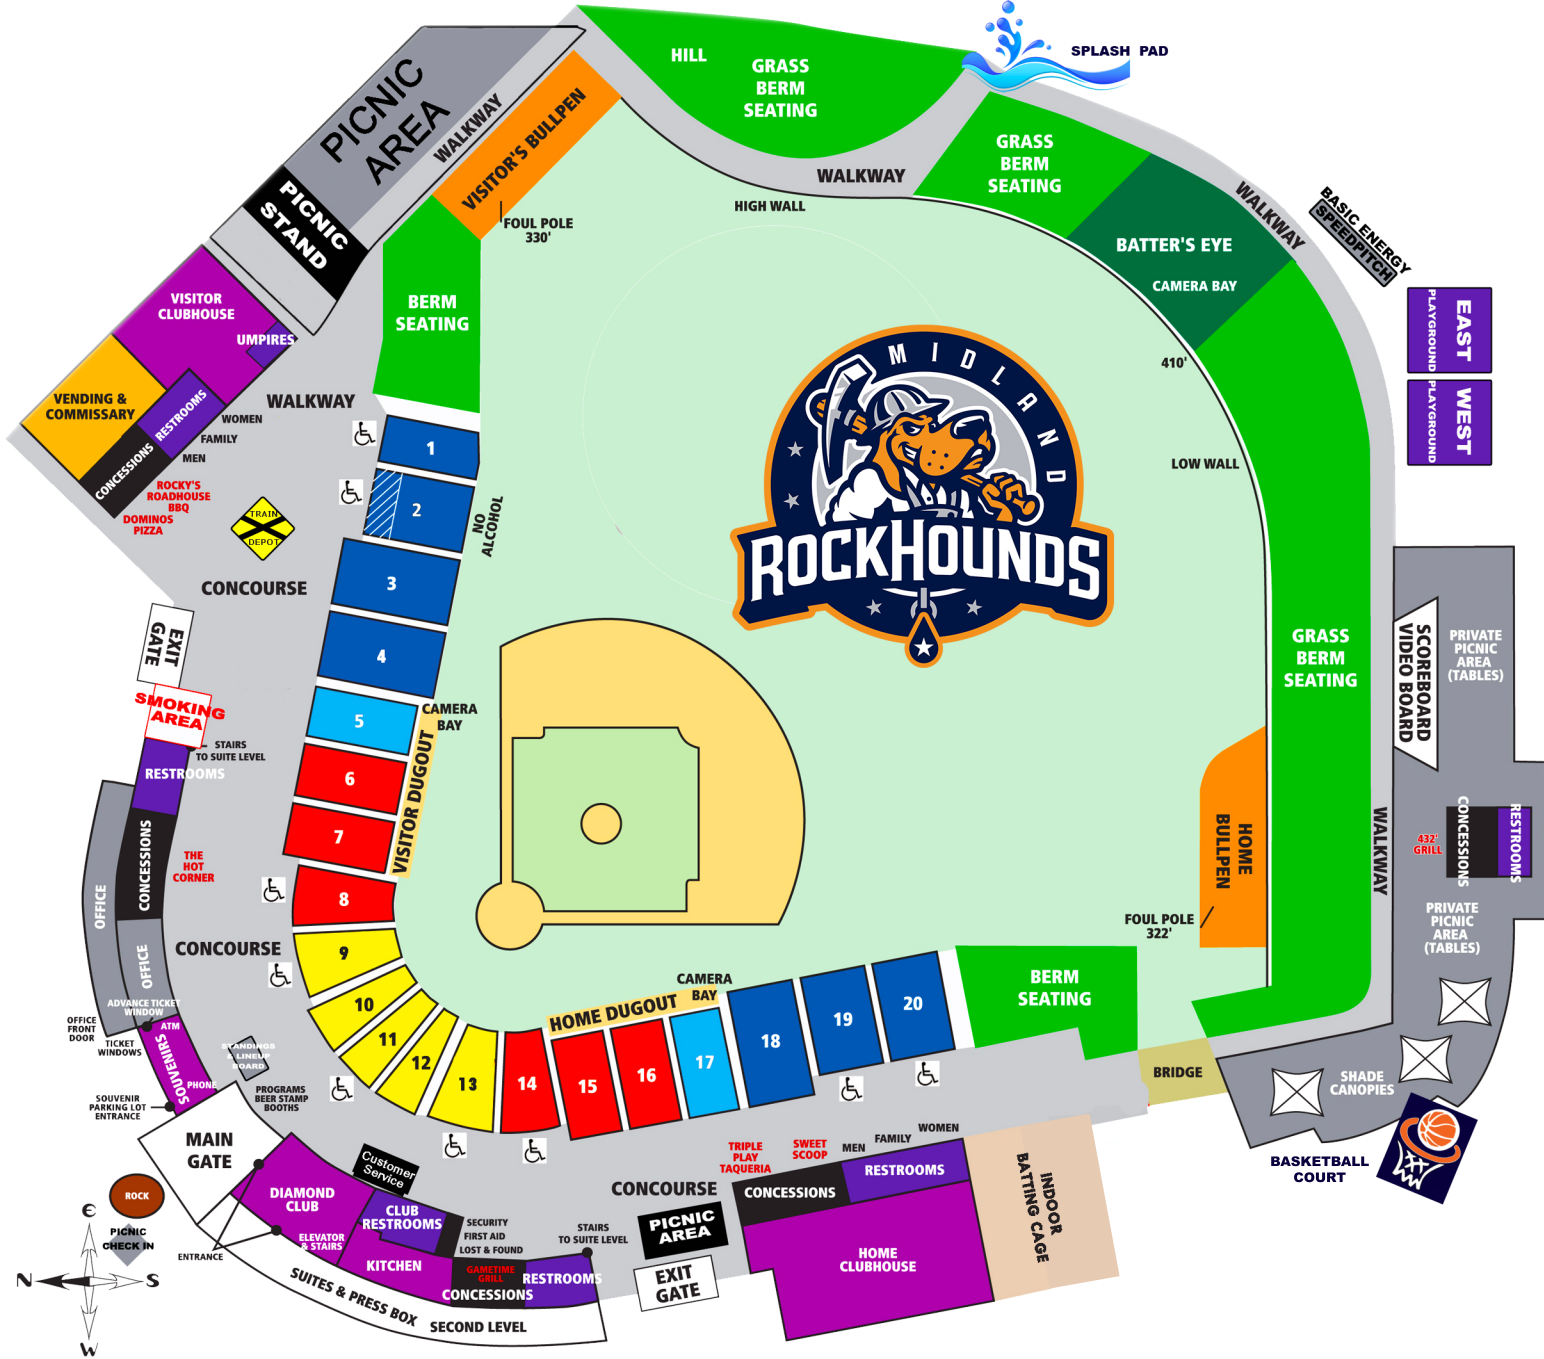 HILL
GRASS
BERM
SEATING
SPLASH PAD
PICNIC
AREA
WALKWAY
VISITOR'S BULLPEN
PICNIC
STAND
WALKWAY
HIGH WALL
FOUL POLE
330'
GRASS
BERM
SEATING
WALKWAY
BASIC ENERGY
SPEEDPITCH
BATTER'S EYE
CAMERA BAY
410'
EAST
PLAYGROUND
WEST
PLAYGROUND
LOW WALL
VISITOR
CLUBHOUSE
UMPIRES
BERM
SEATING
VENDING &
COMMISSARY
RESTROOMS
CONCESSIONS
WOMEN
FAMILY
MEN
WALKWAY
ROCKY'S
ROADHOUSE
BBQ
DOMINOS
PIZZA
TRAIN
DEPOT
CONCOURSE
1
2
3
4
5
6
7
8
9
10
11
12
13
14
15
16
17
18
19
20
NO
ALCOHOL
MIDLAND
ROCKHOUNDS
EXIT
GATE
SMOKING
AREA
STAIRS
TO SUITE LEVEL
RESTROOMS
CONCESSIONS
THE
HOT
CORNER
OFFICE
OFFICE
CONCOURSE
CAMERA
BAY
VISITOR DUGOUT
HOME DUGOUT
CAMERA
BAY
GRASS
BERM
SEATING
SCOREBOARD
VIDEO BOARD
PRIVATE
PICNIC
AREA
(TABLES)
WALKWAY
432'
GRILL
CONCESSIONS
RESTROOMS
PRIVATE
PICNIC
AREA
(TABLES)
HOME
BULLPEN
FOUL POLE
322'
BERM
SEATING
BRIDGE
SHADE
CANOPIES
BASKETBALL
COURT
ADVANCE TICKET
WINDOW
OFFICE
FRONT
DOOR
TICKET
WINDOWS
ATM
SOUVENIRS
PHONE
STANDINGS
& LINEUP
BOARD
PROGRAMS
BEER STAMP
BOOTHS
SOUVENIR
PARKING LOT
ENTRANCE
MAIN
GATE
ROCK
PICNIC
CHECK IN
E
N
S
W
ENTRANCE
DIAMOND
CLUB
ELEVATOR
& STAIRS
Customer
Service
CLUB
RESTROOMS
KITCHEN
SECURITY
FIRST AID
LOST & FOUND
GAMETIME
GRILL
CONCESSIONS
RESTROOMS
STAIRS
TO SUITE LEVEL
SUITES & PRESS BOX
SECOND LEVEL
CONCOURSE
PICNIC
AREA
EXIT
GATE
TRIPLE
PLAY
TAQUERIA
SWEET
SCOOP
MEN
FAMILY
WOMEN
CONCESSIONS
RESTROOMS
HOME
CLUBHOUSE
INDOOR
BATTING CAGE